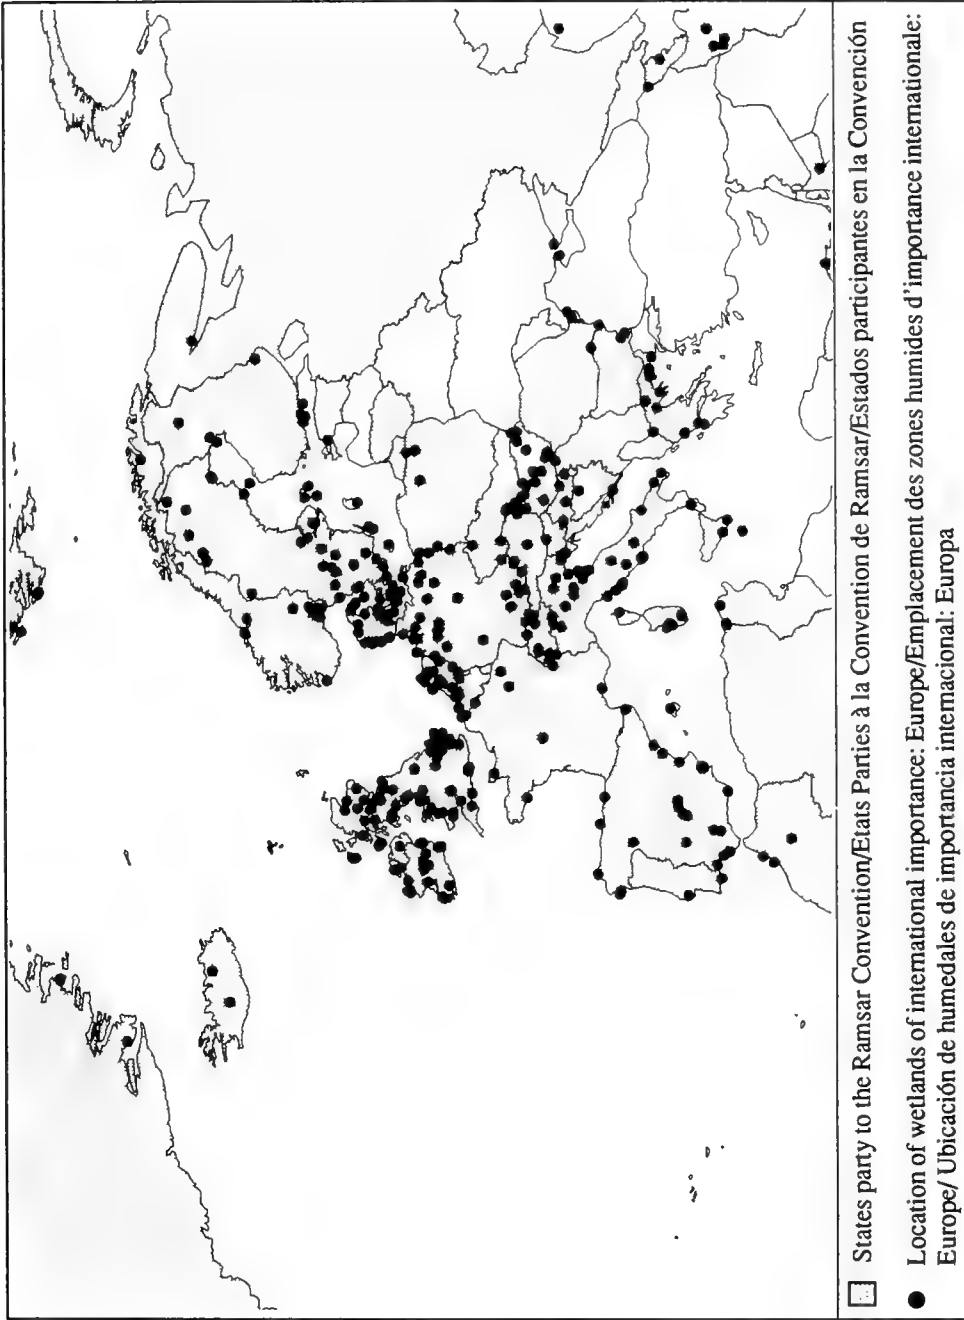 States party to the Ramsar Convention/Etats Parties à la Convention de Ramsar/Estados participantes en la Convención
Location of wetlands of international importance: Europe/Emplacement des zones humides d'importance internationale:
Europe/ Ubicación de humedales de importancia internacional: Europa